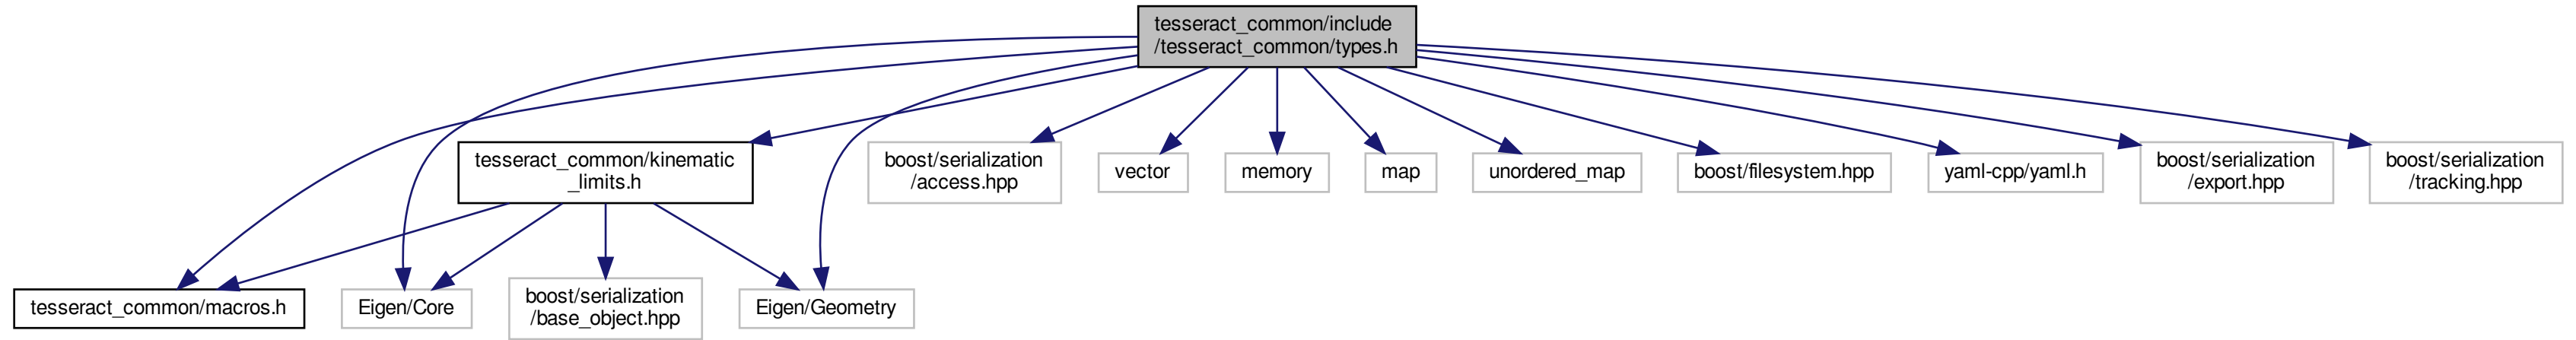 tesseract_common/include
/tesseract_common/types.h
tesseract_common/kinematic
_limits.h
boost/serialization
/access.hpp
vector
memory
map
unordered_map
boost/filesystem.hpp
yaml-cpp/yaml.h
boost/serialization
/export.hpp
boost/serialization
/tracking.hpp
tesseract_common/macros.h
Eigen/Core
boost/serialization
/base_object.hpp
Eigen/Geometry